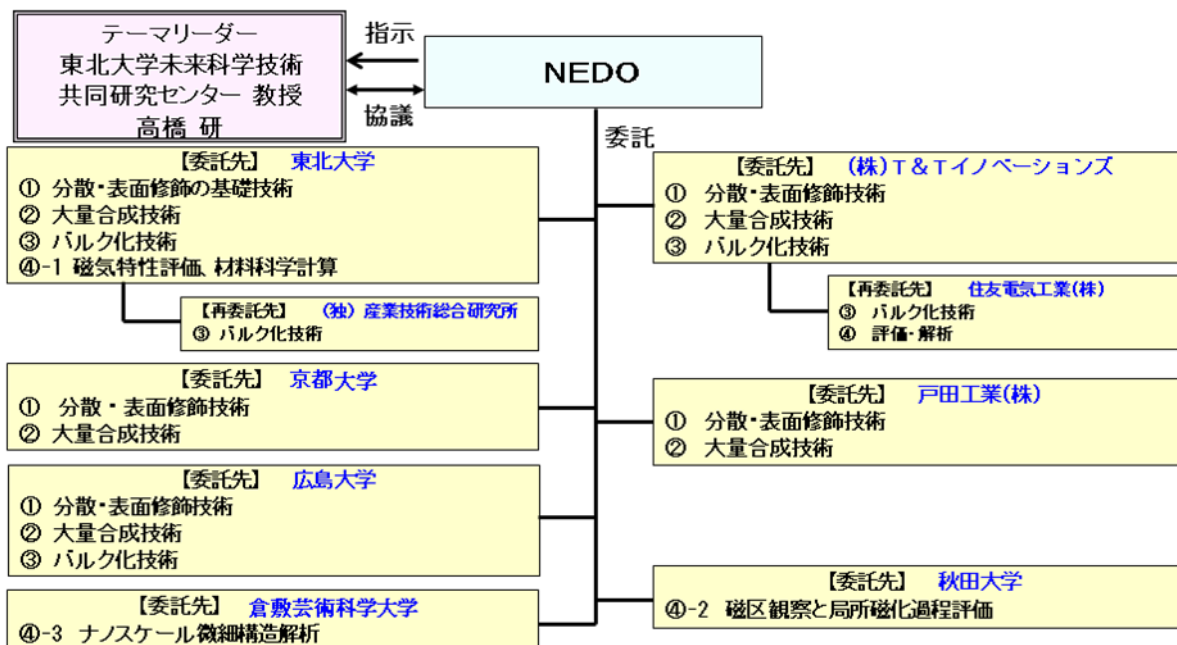 テーマリーダー
東北大学未来科学技術
共同研究センター 教授
高橋 研
指示
協議
NEDO
委託
【委託先】 東北大学
① 分散・表面修飾の基礎技術
② 大量合成技術
③ バルク化技術
④-1 磁気特性評価、材料科学計算
【再委託先】 (独)産業技術総合研究所
③ バルク化技術
【委託先】 京都大学
① 分散・表面修飾技術
② 大量合成技術
【委託先】 広島大学
① 分散・表面修飾技術
② 大量合成技術
③ バルク化技術
【委託先】 倉敷芸術科学大学
④-3 ナノスケール微細構造解析
【委託先】 (株)T&Tイノベーションズ
① 分散・表面修飾技術
② 大量合成技術
③ バルク化技術
【再委託先】 住友電気工業(株)
③ バルク化技術
④ 評価・解析
【委託先】 戸田工業(株)
① 分散・表面修飾技術
② 大量合成技術
【委託先】 秋田大学
④-2 磁区観察と局所磁化過程評価